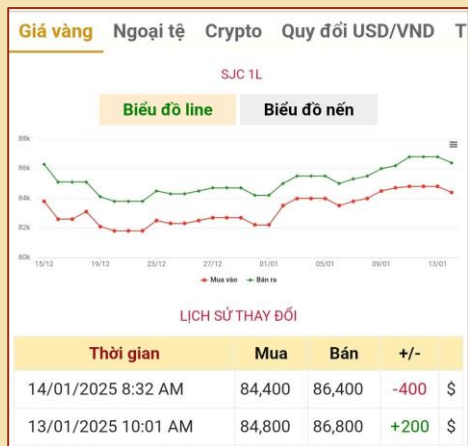 Giá vàng Ngoại tệ Crypto Quy đổi USD/VND T
SJC 1L
Biểu đồ line Biểu đồ nến
88k
86k
84k
82k
80k
15/12 19/12 23/12 27/12 01/01 05/01 09/01 13/01
Mua vào Bán ra
LỊCH SỬ THAY ĐỔI
Thời gian Mua Bán +/-
14/01/2025 8:32 AM 84,400 86,400 -400 $
13/01/2025 10:01 AM 84,800 86,800 +200 $